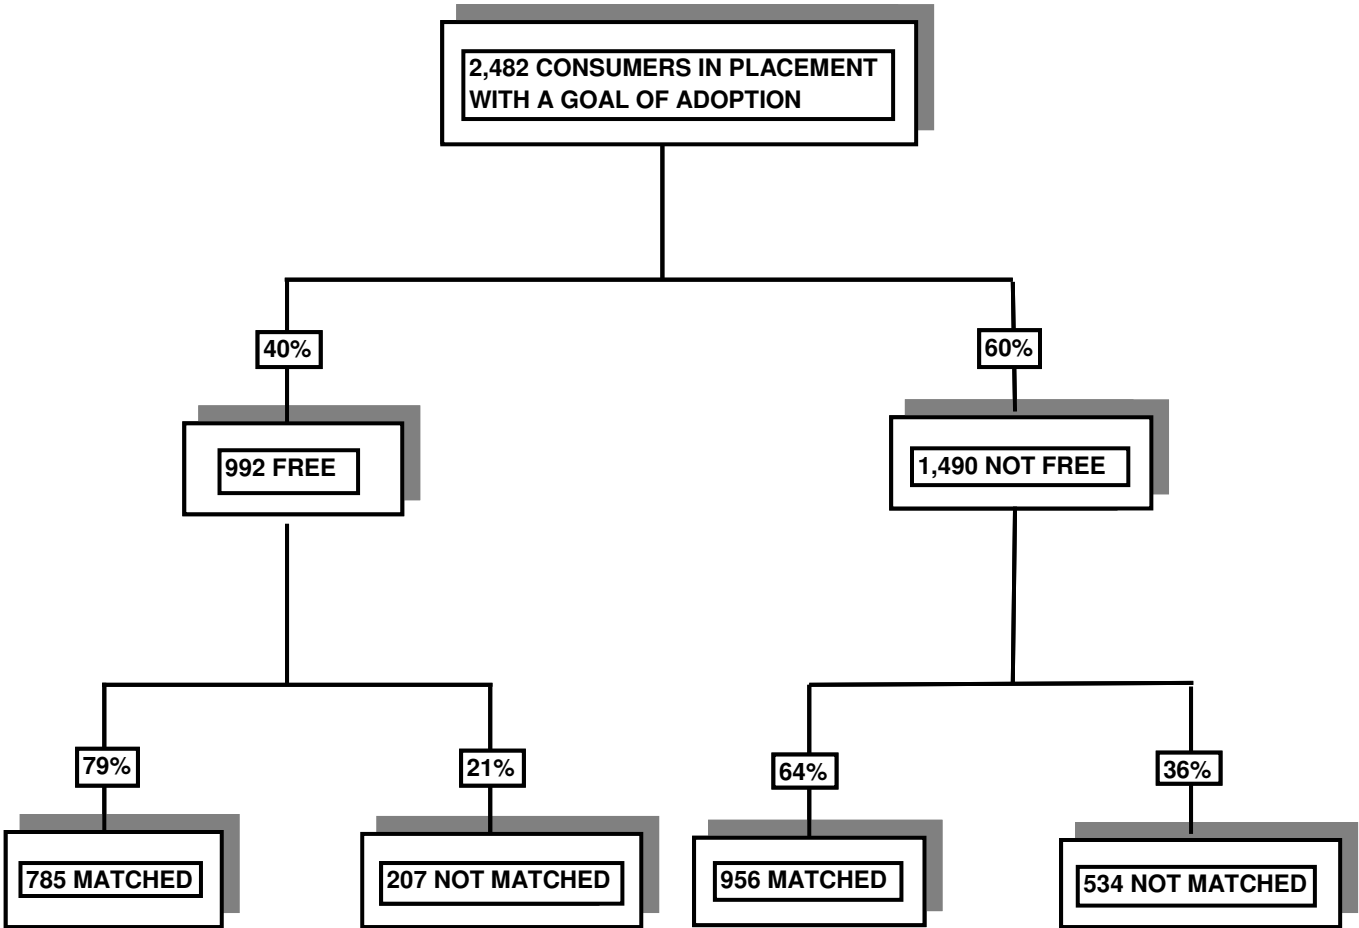 2,482 CONSUMERS IN PLACEMENT
WITH A GOAL OF ADOPTION
40%
60%
992 FREE
1,490 NOT FREE
79%
21%
64%
36%
785 MATCHED
207 NOT MATCHED
956 MATCHED
534 NOT MATCHED